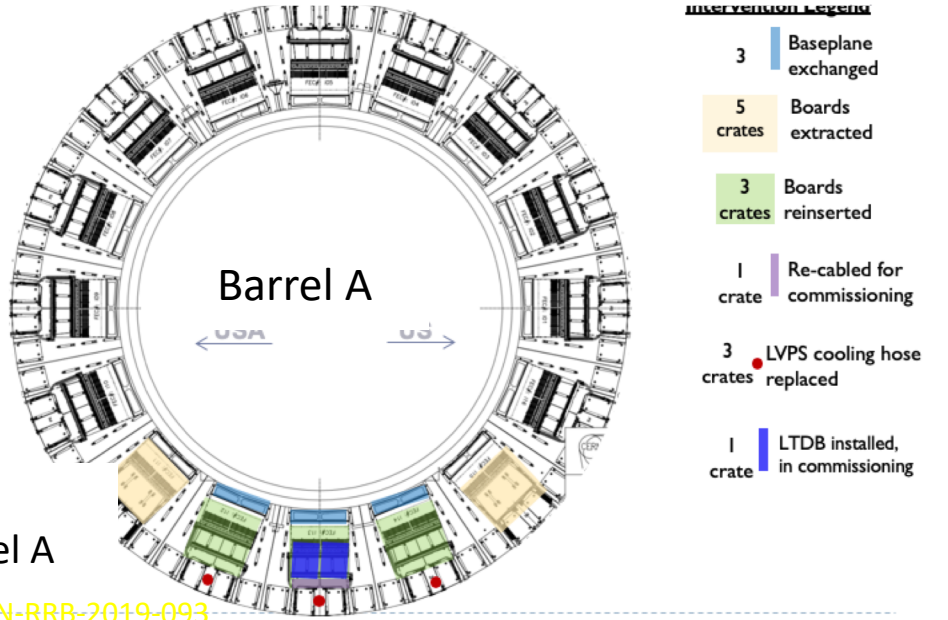 Intervention Legend
3
Baseplane
exchanged
5
crates
Boards
extracted
3
crates
Boards
reinserted
1
crate
Re-cabled for
commissioning
3
crates
LVPS cooling hose
replaced
1
crate
LTDB installed,
in commissioning
Barrel A
USA
US
CERN
el A
N-RRB-2019-093